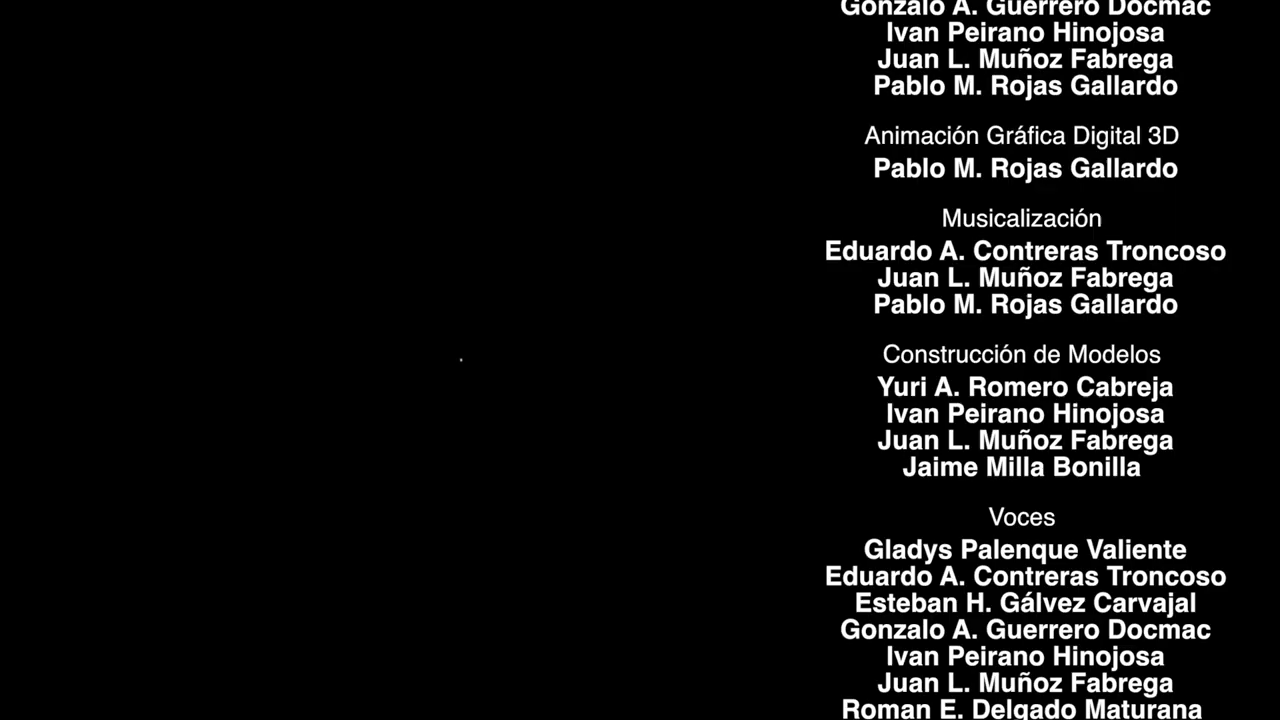 Gonzalo A. Guerrero Docmac
Ivan Peirano Hinojosa
Juan L. Muñoz Fabrega
Pablo M. Rojas Gallardo
Animación Gráfica Digital 3D
Pablo M. Rojas Gallardo
Musicalización
Eduardo A. Contreras Troncoso
Juan L. Muñoz Fabrega
Pablo M. Rojas Gallardo
Construcción de Modelos
Yuri A. Romero Cabreja
Ivan Peirano Hinojosa
Juan L. Muñoz Fabrega
Jaime Milla Bonilla
Voces
Gladys Palenque Valiente
Eduardo A. Contreras Troncoso
Esteban H. Gálvez Carvajal
Gonzalo A. Guerrero Docmac
Ivan Peirano Hinojosa
Juan L. Muñoz Fabrega
Roman E. Delgado Maturana